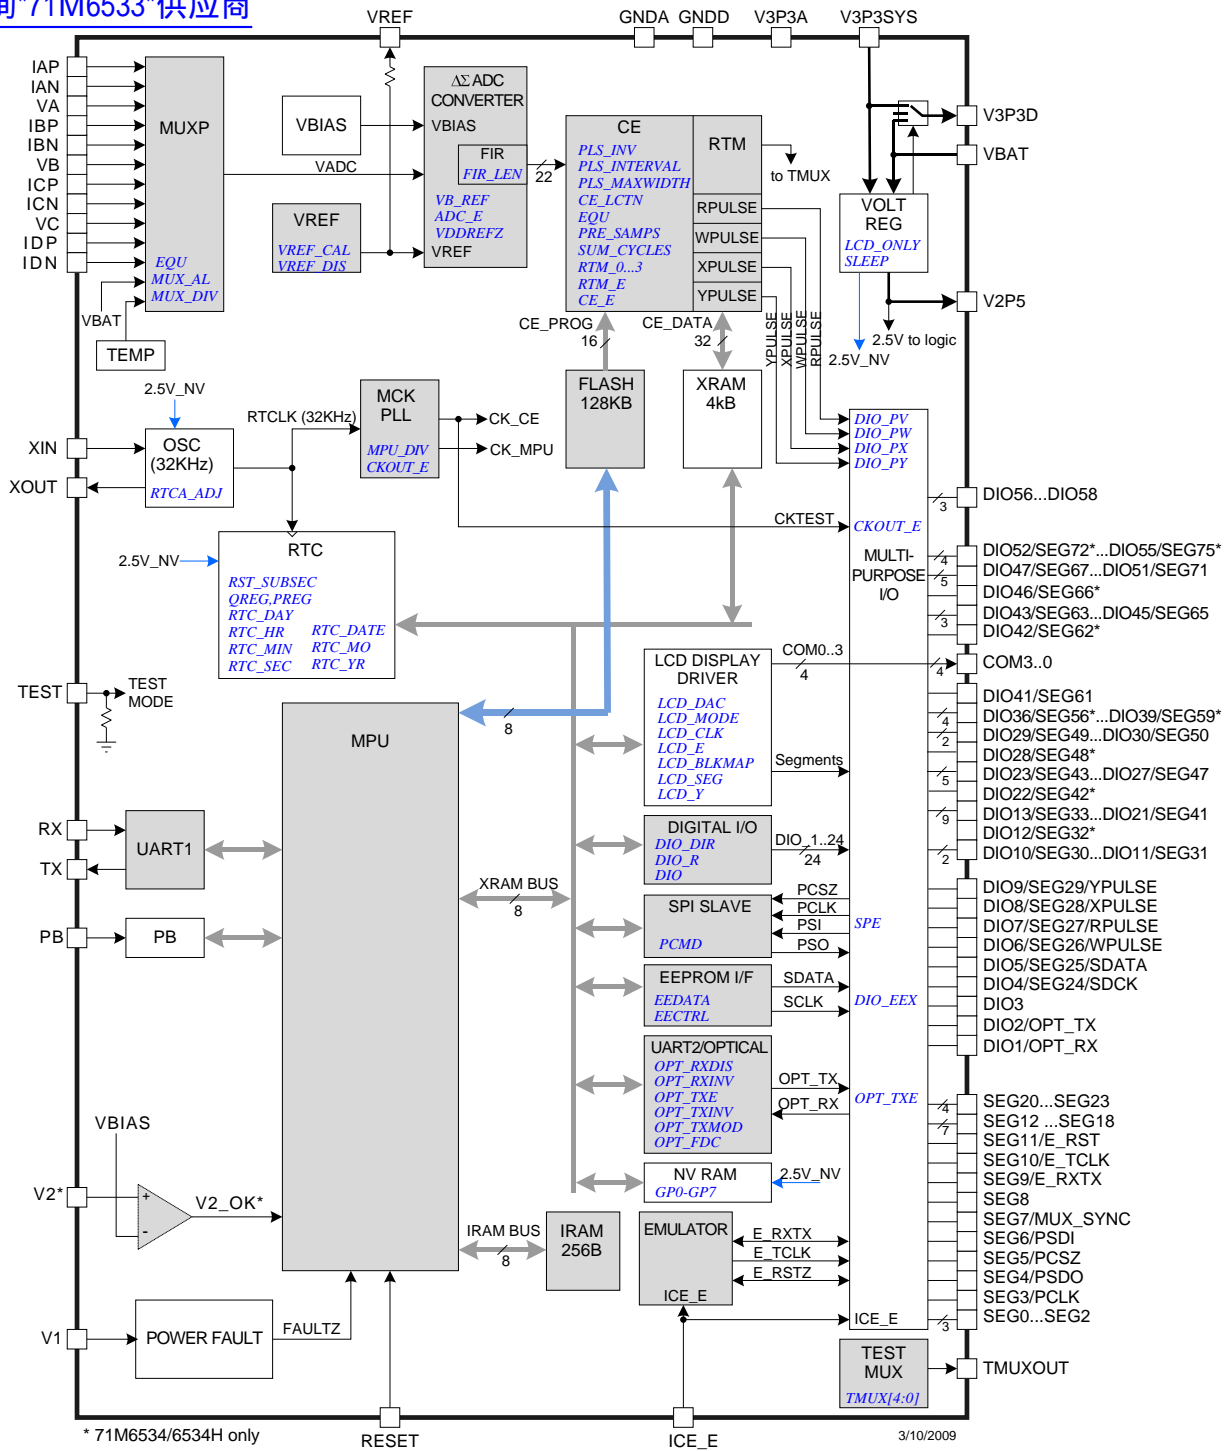 询"71M6533"供应商
VREF
GNDA GNDD
V3P3A
V3P3SYS
IAP
IAN
VA
IBP
IBN
VB
ICP
ICN
VC
IDP
IDN
MUXP
EQU
MUX_AL
MUX_DIV
VBAT
TEMP
VBIAS
VADC
VREF
VREF_CAL
VREF_DIS
ΔΣ ADC
CONVERTER
VBIAS
FIR
FIR_LEN
VB_REF
ADC_E
VDDREFZ
VREF
22
CE
PLS_INV
PLS_INTERVAL
PLS_MAXWIDTH
CE_LCTN
EQU
PRE_SAMPS
SUM_CYCLES
RTM_0...3
RTM_E
CE_E
RTM
RPULSE
WPULSE
XPULSE
YPULSE
to TMUX
V3P3D
VBAT
VOLT
REG
LCD_ONLY
SLEEP
V2P5
2.5V to logic
2.5V_NV
CE_PROG
16
CE_DATA
32
YPULSE
XPULSE
WPULSE
RPULSE
FLASH
128KB
XRAM
4kB
2.5V_NV
RTCLK (32KHz)
MCK
PLL
MPU_DIV
CKOUT_E
CK_CE
CK_MPU
XIN
XOUT
OSC
(32KHz)
RTCA_ADJ
2.5V_NV
RTC
RST_SUBSEC
QREG,PREG
RTC_DAY
RTC_HR
RTC_MIN
RTC_SEC
RTC_DATE
RTC_MO
RTC_YR
CKTEST
DIO_PV
DIO_PW
DIO_PX
DIO_PY
CKOUT_E
MULTI-
PURPOSE
I/O
3
DIO56...DIO58
4
DIO52/SEG72*...DIO55/SEG75*
5
DIO47/SEG67...DIO51/SEG71
DIO46/SEG66*
3
DIO43/SEG63...DIO45/SEG65
DIO42/SEG62*
TEST
TEST
MODE
LCD DISPLAY
DRIVER
LCD_DAC
LCD_MODE
LCD_CLK
LCD_E
LCD_BLKMAP
LCD_SEG
LCD_Y
COM0..3
4
4
COM3..0
Segments
DIO41/SEG61
4
DIO36/SEG56*...DIO39/SEG59*
2
DIO29/SEG49...DIO30/SEG50
DIO28/SEG48*
5
DIO23/SEG43...DIO27/SEG47
DIO22/SEG42*
9
DIO13/SEG33...DIO21/SEG41
DIO12/SEG32*
2
DIO10/SEG30...DIO11/SEG31
MPU
8
RX
TX
UART1
PB
PB
XRAM BUS
8
DIGITAL I/O
DIO_DIR
DIO_R
DIO
DIO_1..24
24
SPI SLAVE
PCMD
PCSZ
PCLK
PSI
PSO
SPE
EEPROM I/F
EEDATA
EECTRL
SDATA
SCLK
DIO_EEX
DIO9/SEG29/YPULSE
DIO8/SEG28/XPULSE
DIO7/SEG27/RPULSE
DIO6/SEG26/WPULSE
DIO5/SEG25/SDATA
DIO4/SEG24/SDCK
DIO3
DIO2/OPT_TX
DIO1/OPT_RX
UART2/OPTICAL
OPT_RXDIS
OPT_RXINV
OPT_TXE
OPT_TXINV
OPT_TXMOD
OPT_FDC
OPT_TX
OPT_RX
OPT_TXE
4
SEG20...SEG23
7
SEG12 ...SEG18
SEG11/E_RST
SEG10/E_TCLK
SEG9/E_RXTX
SEG8
SEG7/MUX_SYNC
SEG6/PSDI
SEG5/PCSZ
SEG4/PSDO
SEG3/PCLK
3
SEG0...SEG2
VBIAS
V2*
+
-
V2_OK*
NV RAM
GP0-GP7
2.5V_NV
IRAM BUS
8
IRAM
256B
EMULATOR
ICE_E
E_RXTX
E_TCLK
E_RSTZ
ICE_E
V1
POWER FAULT
FAULTZ
TEST
MUX
TMUX[4:0]
TMUXOUT
* 71M6534/6534H only
RESET
ICE_E
3/10/2009